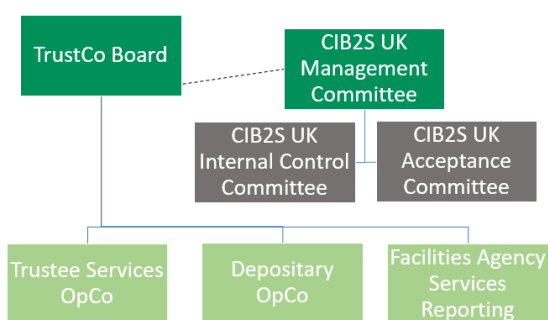 TrustCo Board
CIB2S UK
Management
Committee
CIB2S UK
Internal Control
Committee
CIB2S UK
Acceptance
Committee
Trustee Services
OpCo
Depositary
OpCo
Facilities Agency
Services
Reporting